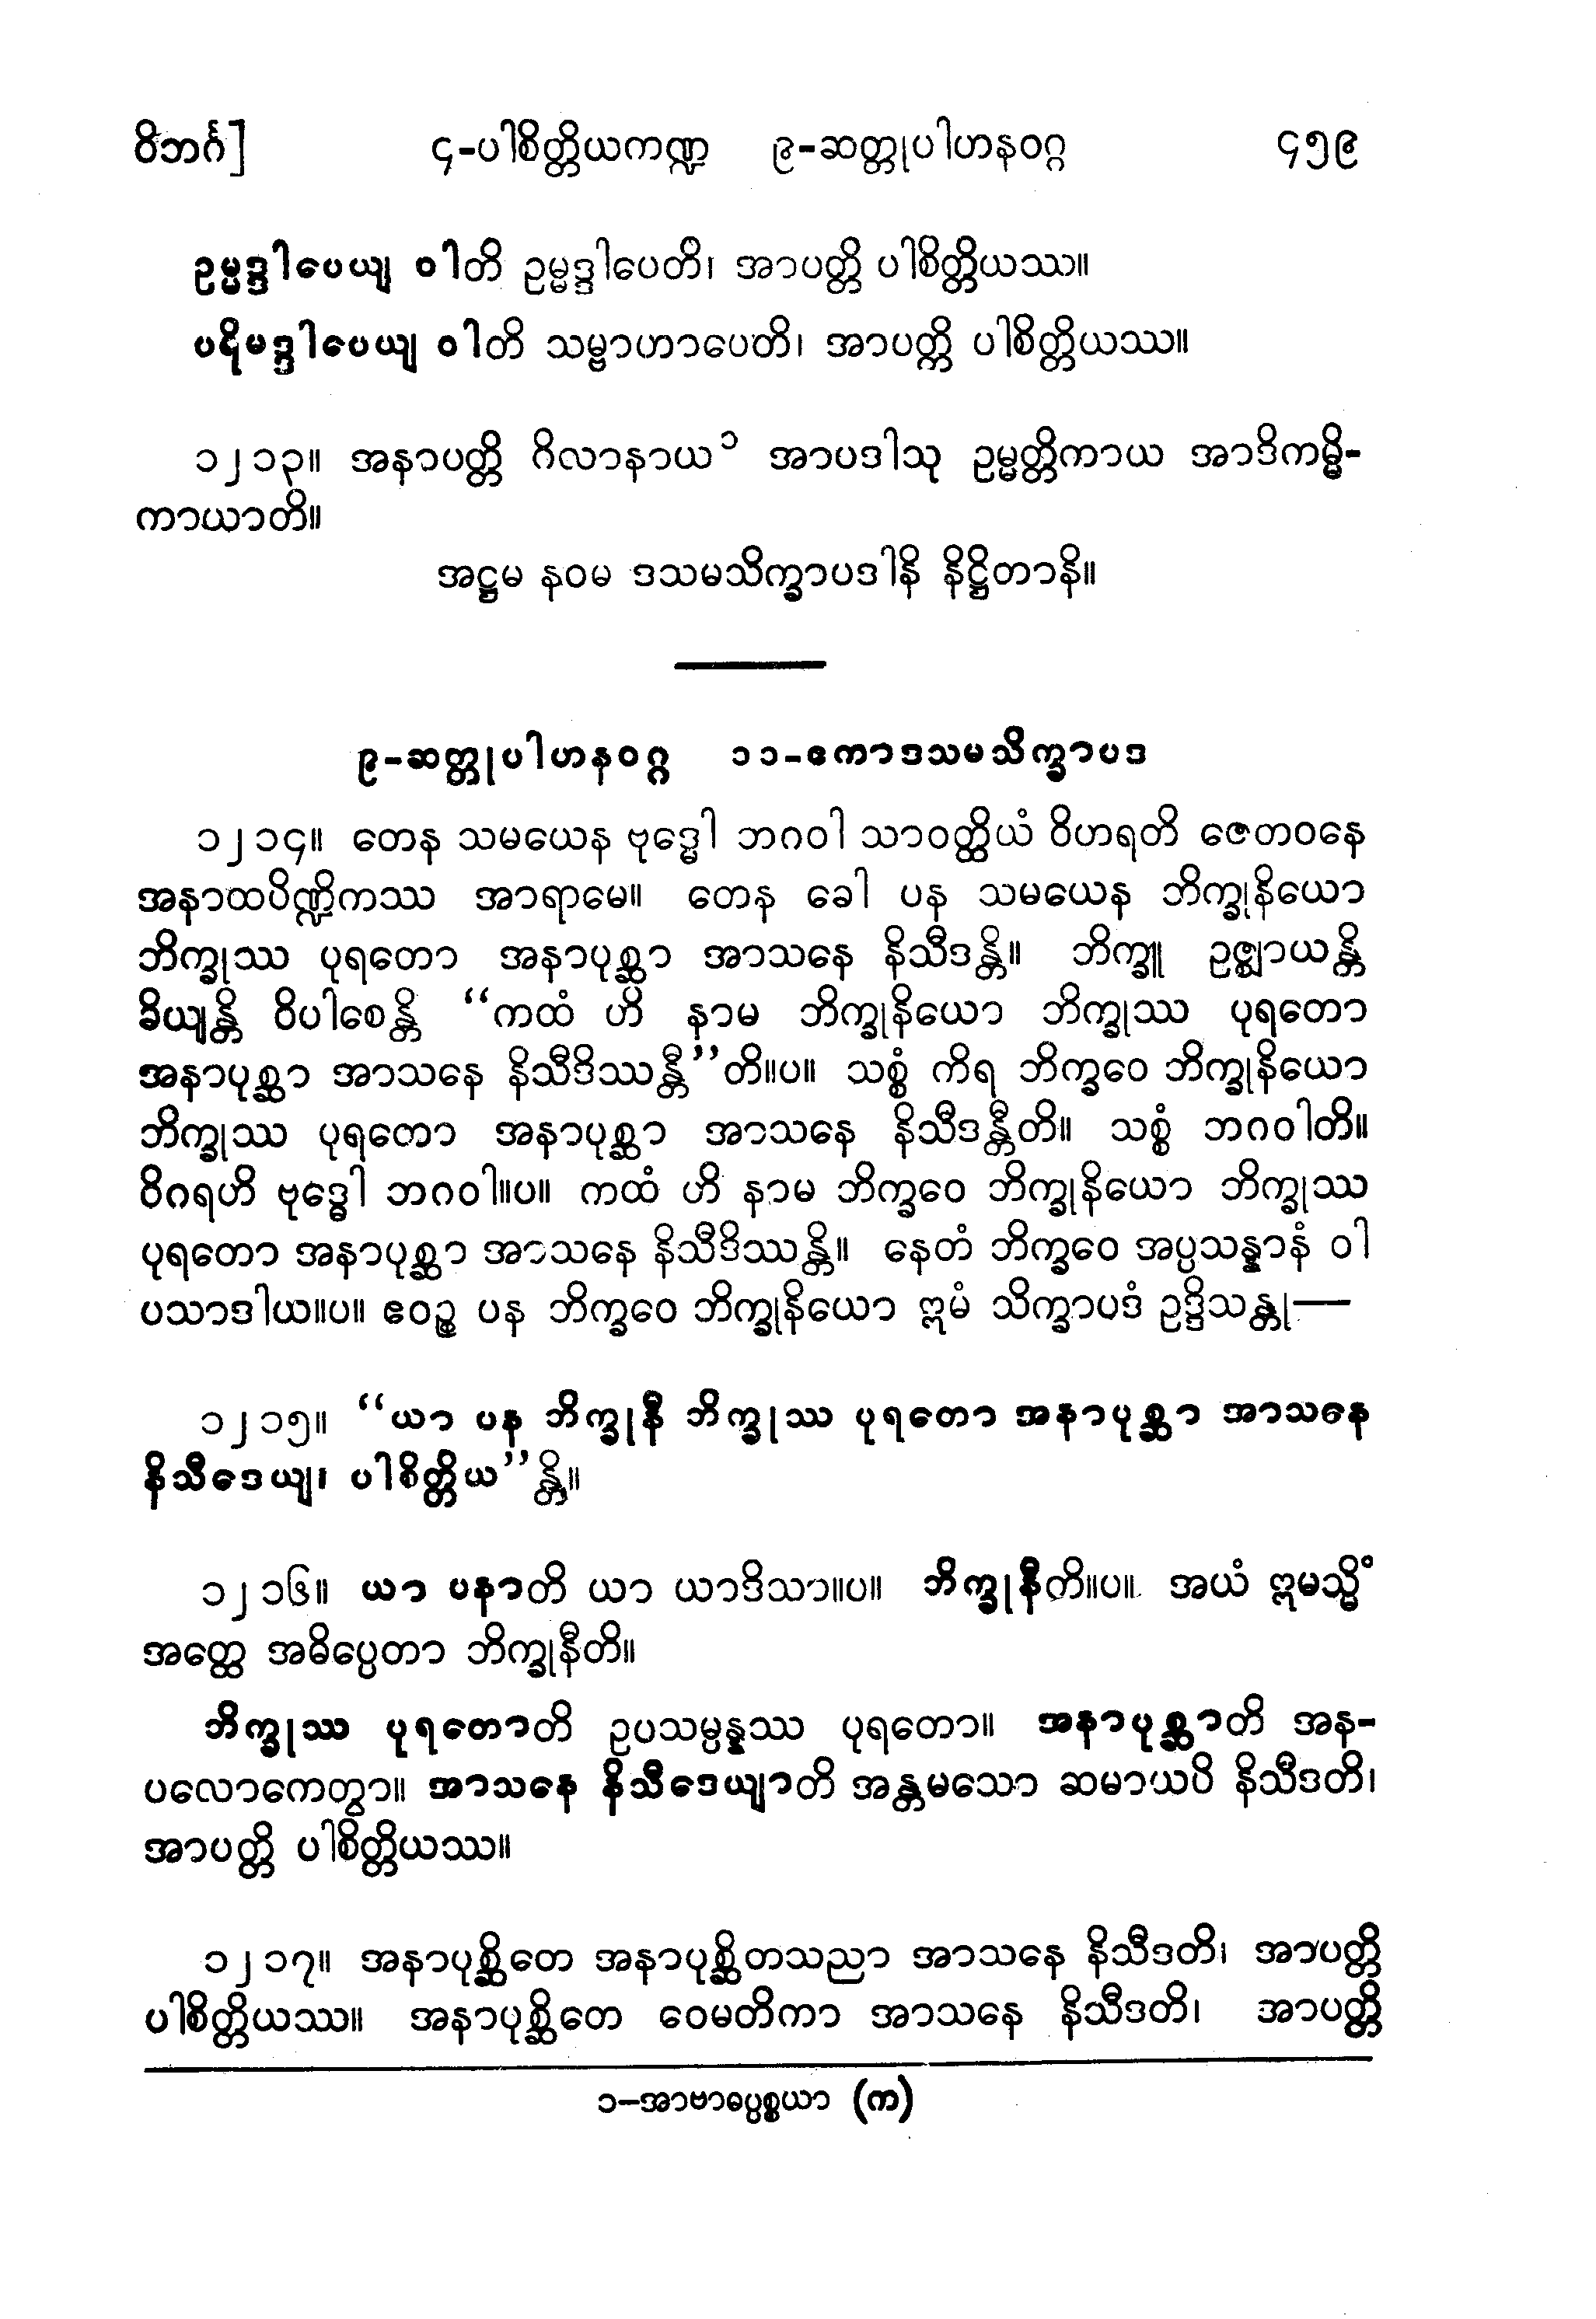 ဝိဘင်္ဂ] ၄-ပါစိတ္တိယကဏ္ဍ ၉-ဆတ္တုပါဟနဝဂ္ဂ ၄၅၉
ဥမ္မဒ္ဒါပေယျ ဝါတိ ဥမ္မဒ္ဒါပေတိ၊ အာပတ္တိ ပါစိတ္တိယဿ။
ပရိမဒ္ဒါပေယျ ဝါတိ သမ္ဗာဟာပေတိ၊ အာပတ္တိ ပါစိတ္တိယဿ။
၁၂၁၃။ အနာပတ္တိ ဂိလာနာယ ၁ အာပဒါသု ဥမ္မတ္တိကာယ အာဒိကမ္မိ-
ကာယာတိ။
အဋ္ဌမ နဝမ ဒသမသိက္ခာပဒါနိ နိဋ္ဌိတာနိ။
၉-ဆတ္တုပါဟနဝဂ္ဂ ၁၁-ဧကာဒသမသိက္ခာပဒ
၁၂၁၄။ တေန သမယေန ဗုဒ္ဓေါ ဘဂဝါ သာဝတ္ထိယံ ဝိဟရတိ ဇေတဝနေ
အနာထပိဏ္ဍိကဿ အာရာမေ။ တေန ခေါ ပန သမယေန ဘိက္ခုနိယော
ဘိက္ခုဿ ပုရတော အနာပုစ္ဆာ အာသနေ နိသီဒန္တိ။ ဘိက္ခူ ဥဇ္ဈာယန္တိ
ခိယျန္တိ ဝိပါစေန္တိ “ကထံ ဟိ နာမ ဘိက္ခုနိယော ဘိက္ခုဿ ပုရတော
အနာပုစ္ဆာ အာသနေ နိသီဒိဿန္တီ”တိ။ပ။ သစ္စံ ကိရ ဘိက္ခဝေ ဘိက္ခုနိယော
ဘိက္ခုဿ ပုရတော အနာပုစ္ဆာ အာသနေ နိသီဒန္တီတိ။ သစ္စံ ဘဂဝါတိ။
ဝိဂရဟိ ဗုဒ္ဓေါ ဘဂဝါ။ပ။ ကထံ ဟိ နာမ ဘိက္ခဝေ ဘိက္ခုနိယော ဘိက္ခုဿ
ပုရတော အနာပုစ္ဆာ အာသနေ နိသီဒိဿန္တိ။ နေတံ ဘိက္ခဝေ အပ္ပသန္နာနံ ဝါ
ပသာဒါယ။ပ။ ဧဝဉ္စ ပန ဘိက္ခဝေ ဘိက္ခုနိယော ဣမံ သိက္ခာပဒံ ဥဒ္ဒိသန္တု—
၁၂၁၅။ “ယာ ပန ဘိက္ခုနီ ဘိက္ခုဿ ပုရတော အနာပုစ္ဆာ အာသနေ
နိသီဒေယျ၊ ပါစိတ္တိယ”န္တိ။
၁၂၁၆။ ယာ ပနာတိ ယာ ယာဒိသာ။ပ။ ဘိက္ခုနီတိ။ပ။ အယံ ဣမသ္မိံ
အတ္ထေ အဓိပ္ပေတာ ဘိက္ခုနီတိ။
ဘိက္ခုဿ ပုရတောတိ ဥပသမ္ပန္နဿ ပုရတော။ အနာပုစ္ဆာတိ အန-
ပလောကေတွာ။ အာသနေ နိသီဒေယျာတိ အန္တမသော ဆမာယပိ နိသီဒတိ၊
အာပတ္တိ ပါစိတ္တိယဿ။
၁၂၁၇။ အနာပုစ္ဆိတေ အနာပုစ္ဆိတသညာ အာသနေ နိသီဒတိ၊ အာပတ္တိ
ပါစိတ္တိယဿ။ အနာပုစ္ဆိတေ ဝေမတိကာ အာသနေ နိသီဒတိ၊ အာပတ္တိ
၁—အာဗာဓပ္ပစ္စယာ (က)